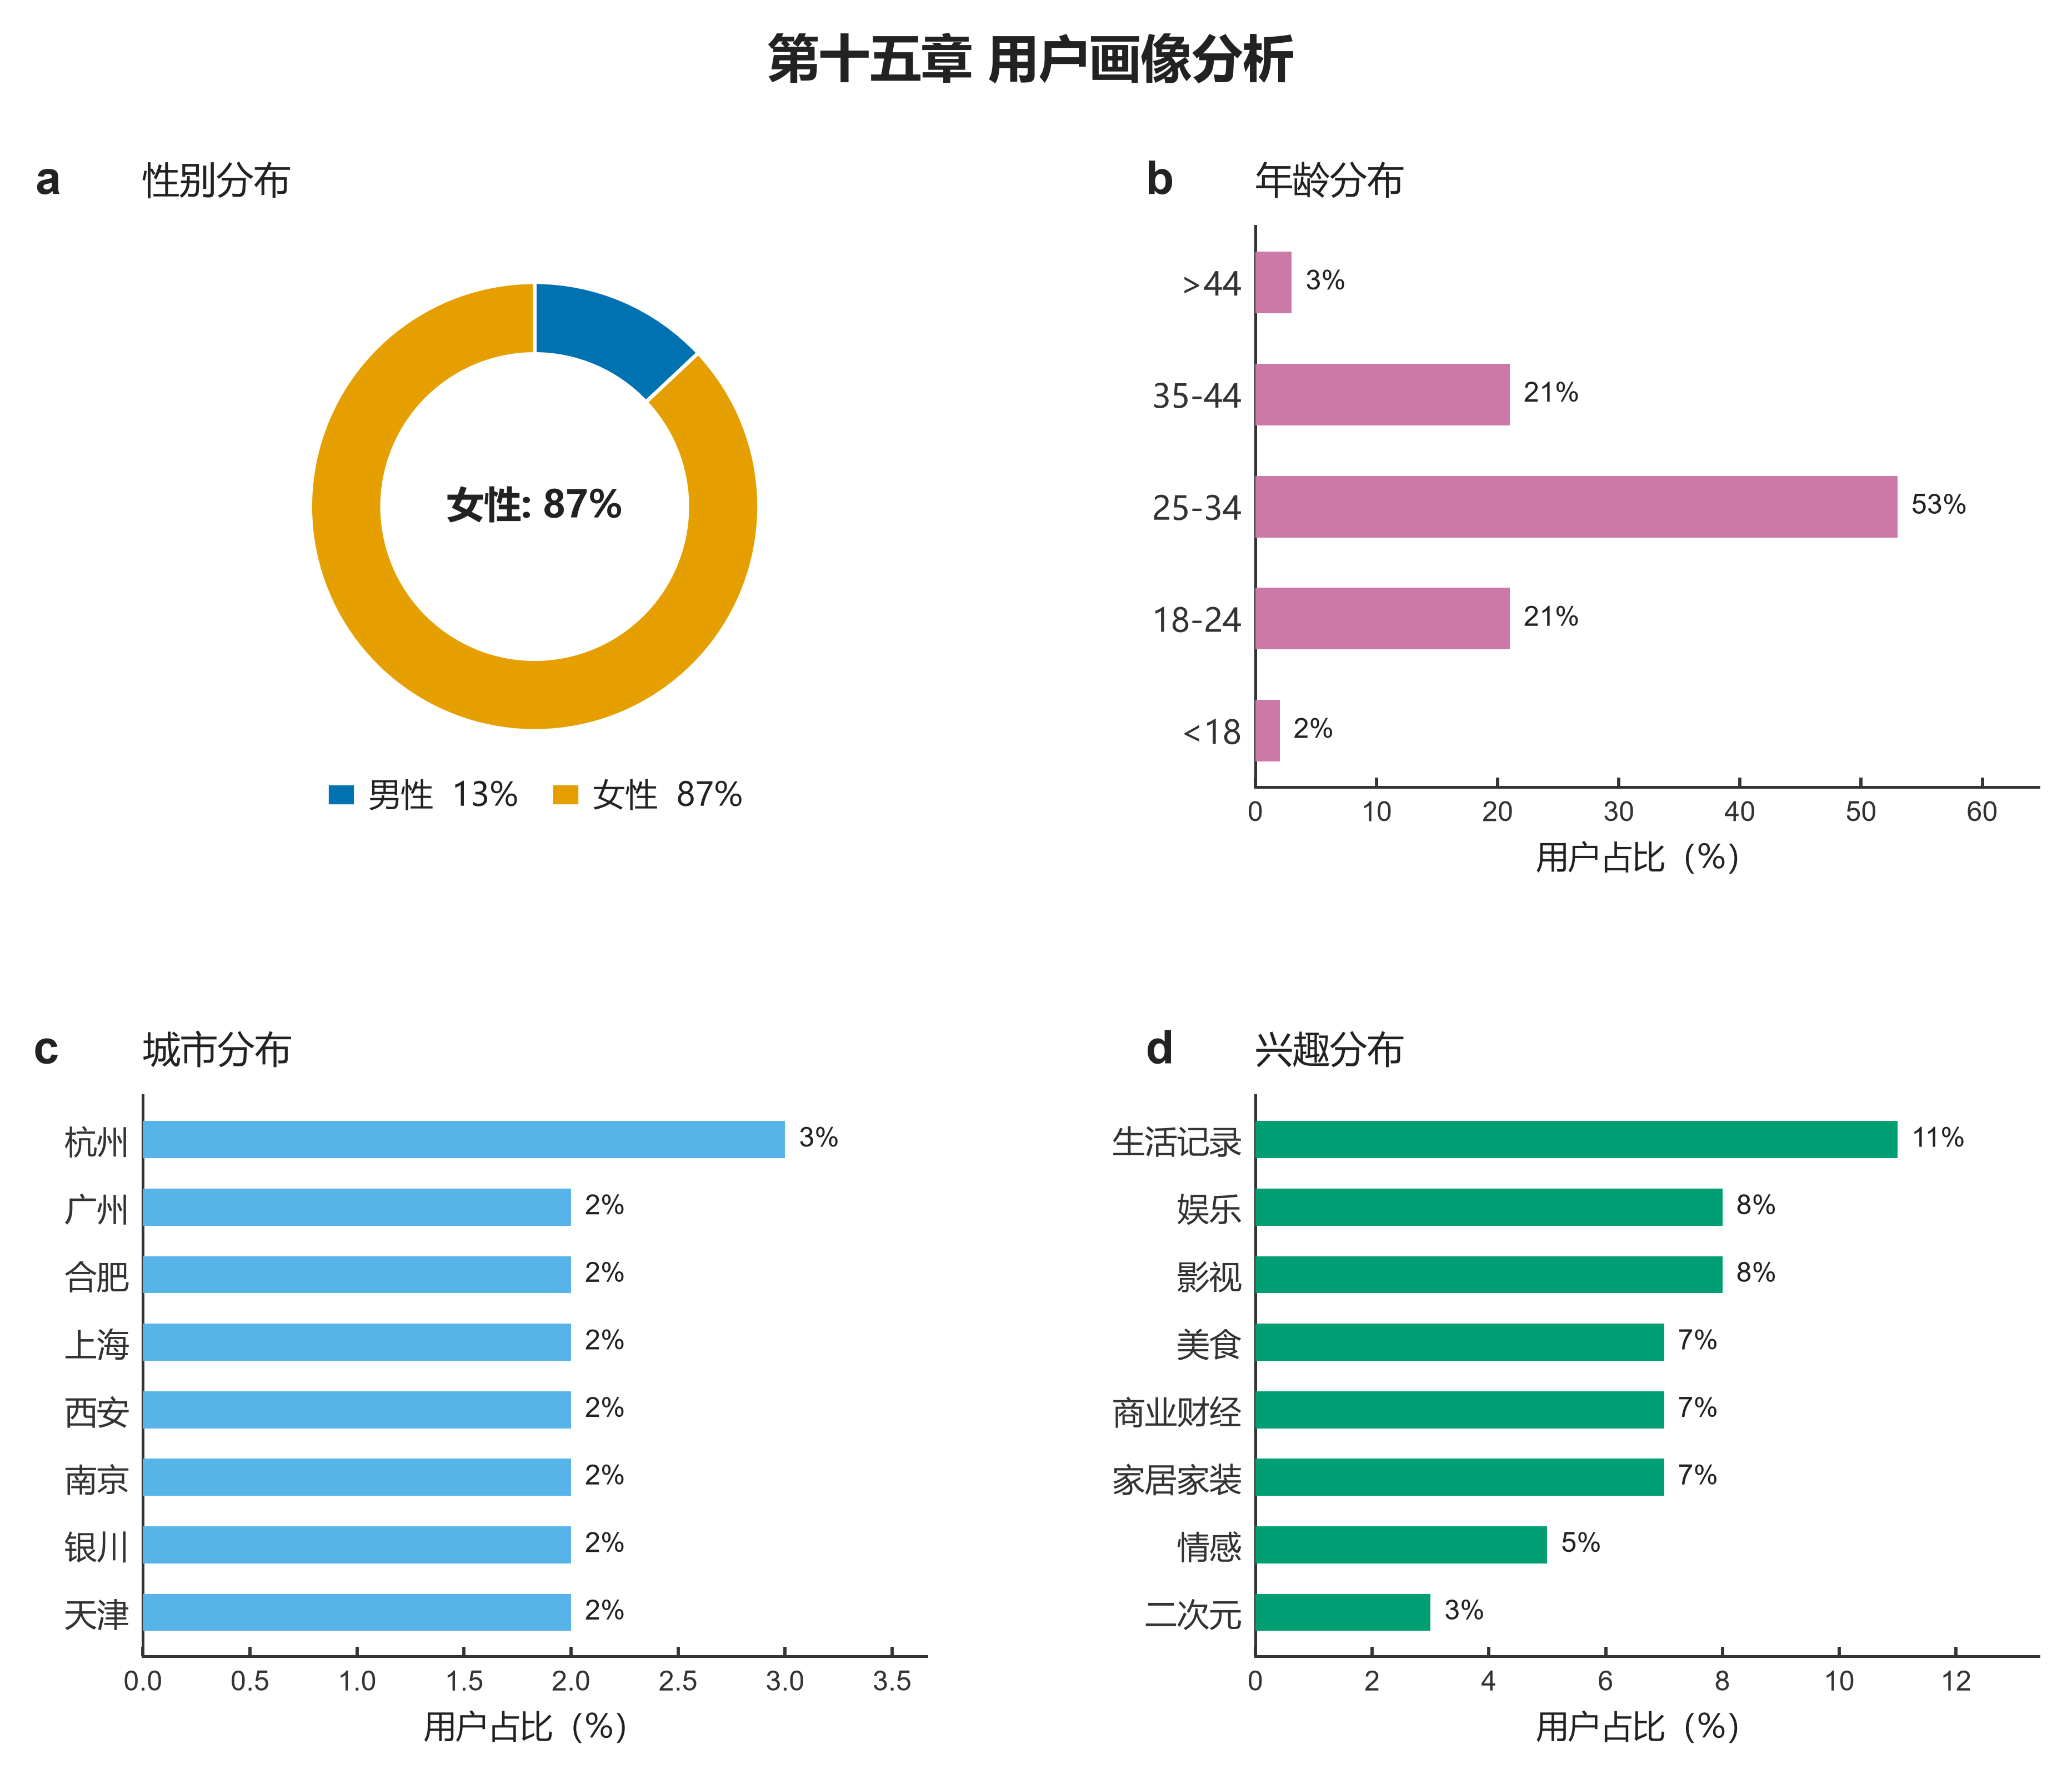 第十五章 用户画像分析
a 性别分布
女性: 87%
男性 13% 女性 87%
b 年龄分布
>44 3%
35-44 21%
25-34 53%
18-24 21%
<18 2%
0 10 20 30 40 50 60
用户占比（%）
c 城市分布
杭州 3%
广州 2%
合肥 2%
上海 2%
西安 2%
南京 2%
银川 2%
天津 2%
0.0 0.5 1.0 1.5 2.0 2.5 3.0 3.5
用户占比（%）
d 兴趣分布
生活记录 11%
娱乐 8%
影视 8%
美食 7%
商业财经 7%
家居家装 7%
情感 5%
二次元 3%
0 2 4 6 8 10 12
用户占比（%）